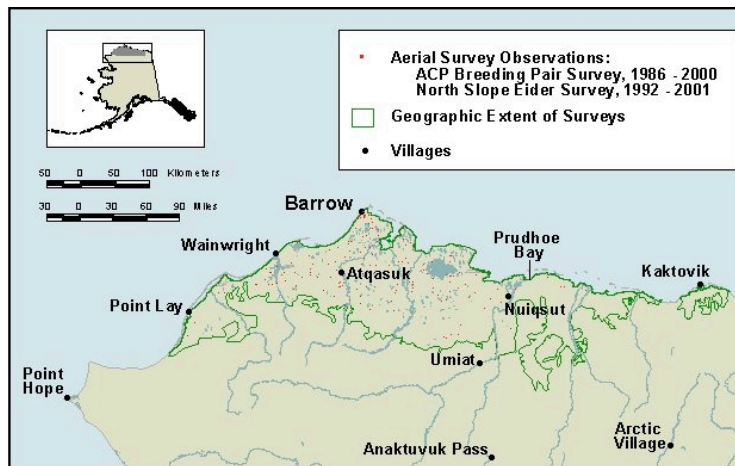 Aerial Survey Observations:
ACP Breeding Pair Survey, 1986 - 2000
North Slope Eider Survey, 1992 - 2001
Geographic Extent of Surveys
Villages
50 0 50 100 Kilometers
30 0 30 60 90 Miles
Barrow
Wainwright
Prudhoe
Bay
Atqasuk
Kaktovik
Point Lay
Nuiqsut
Umiat
Point
Hope
Arctic
Village
Anaktuvuk Pass